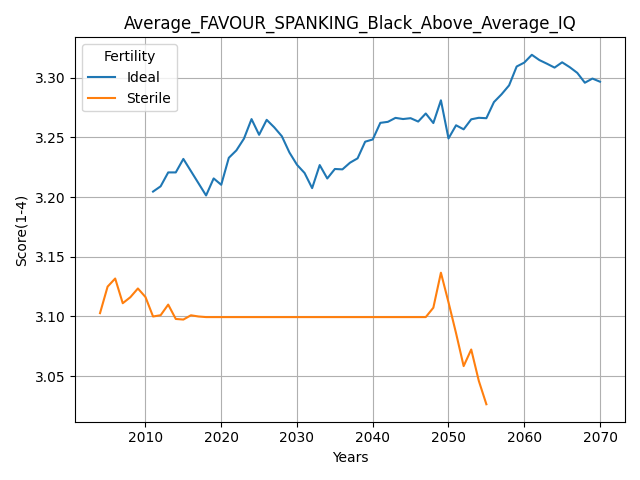 Average_FAVOUR_SPANKING_Black_Above_Average_IQ
Fertility
Ideal
Sterile
Score(1-4)
3.30
3.25
3.20
3.15
3.10
3.05
2010 2020 2030 2040 2050 2060 2070
Years